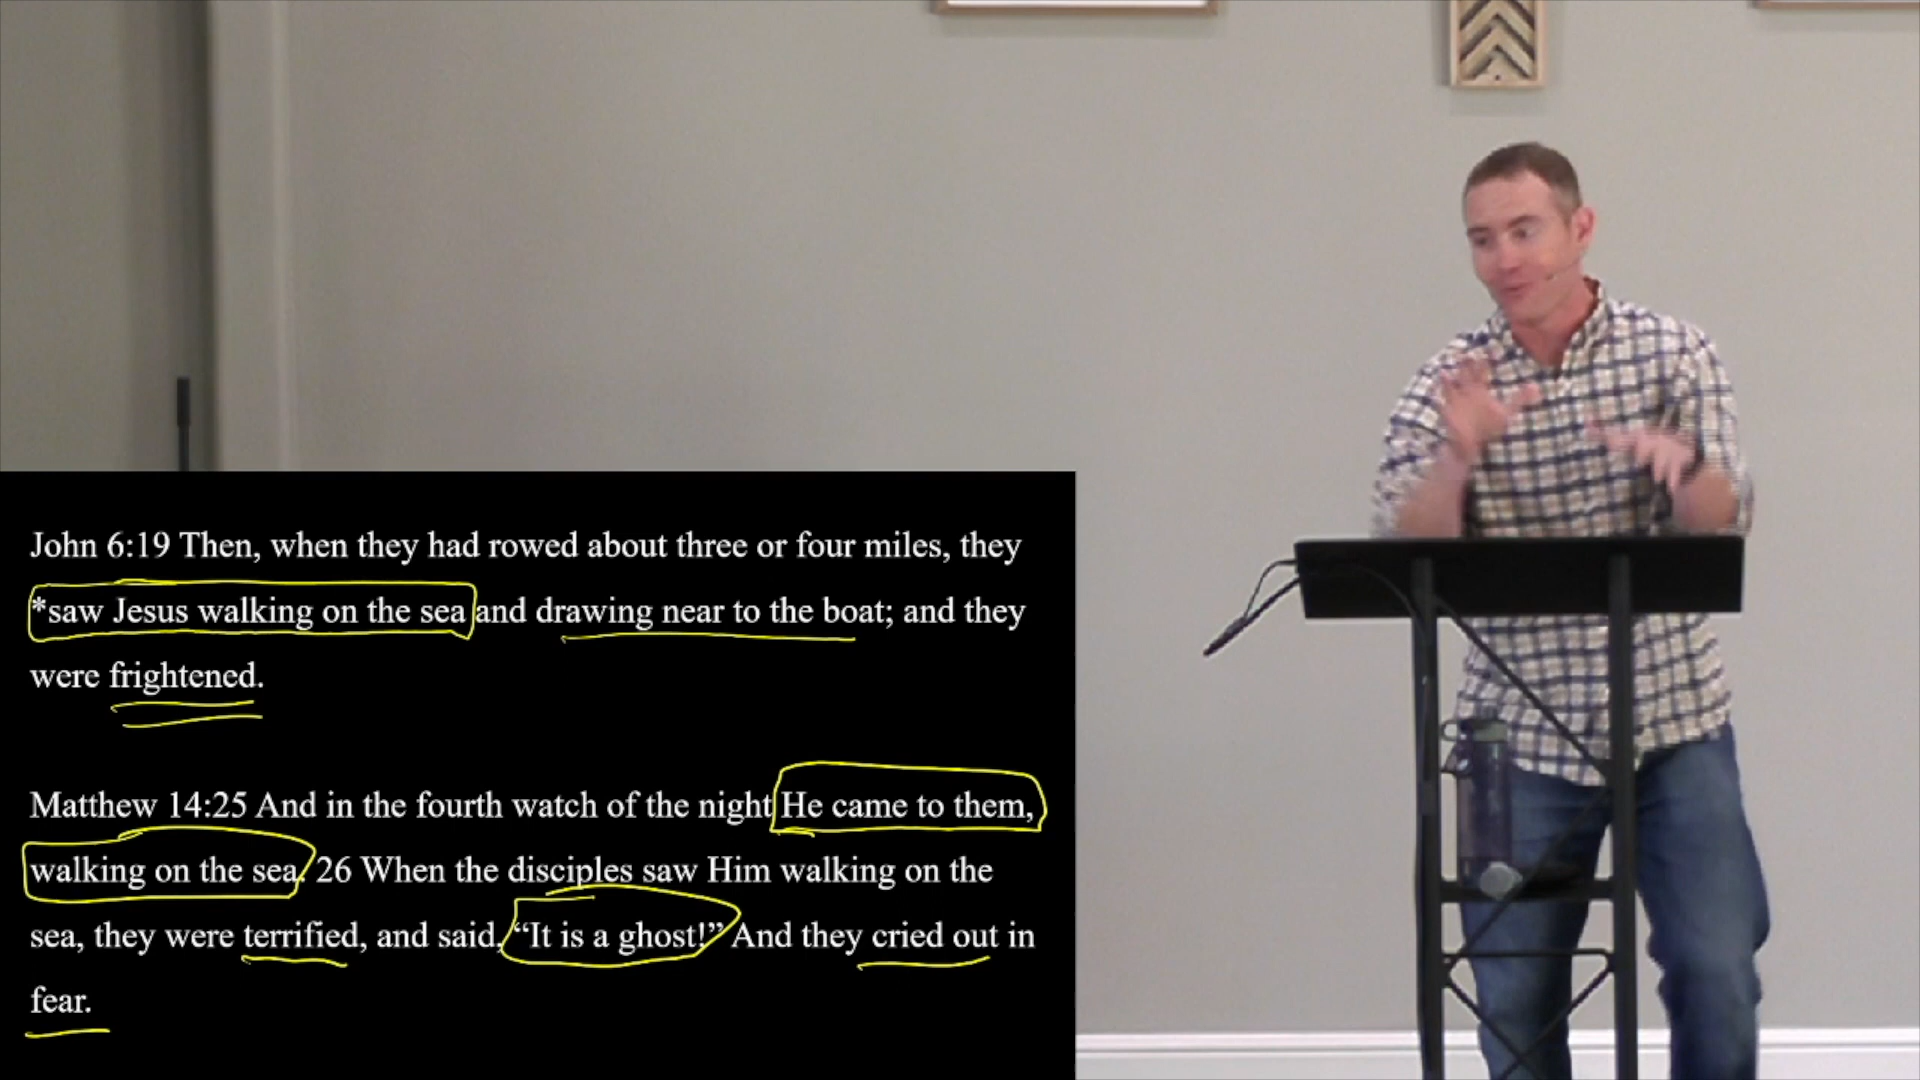 John 6:19 Then, when they had rowed about three or four miles, they
*saw Jesus walking on the sea and drawing near to the boat; and they
were frightened.
Matthew 14:25 And in the fourth watch of the night He came to them,
walking on the sea. 26 When the disciples saw Him walking on the
sea, they were terrified, and said, “It is a ghost!” And they cried out in
fear.